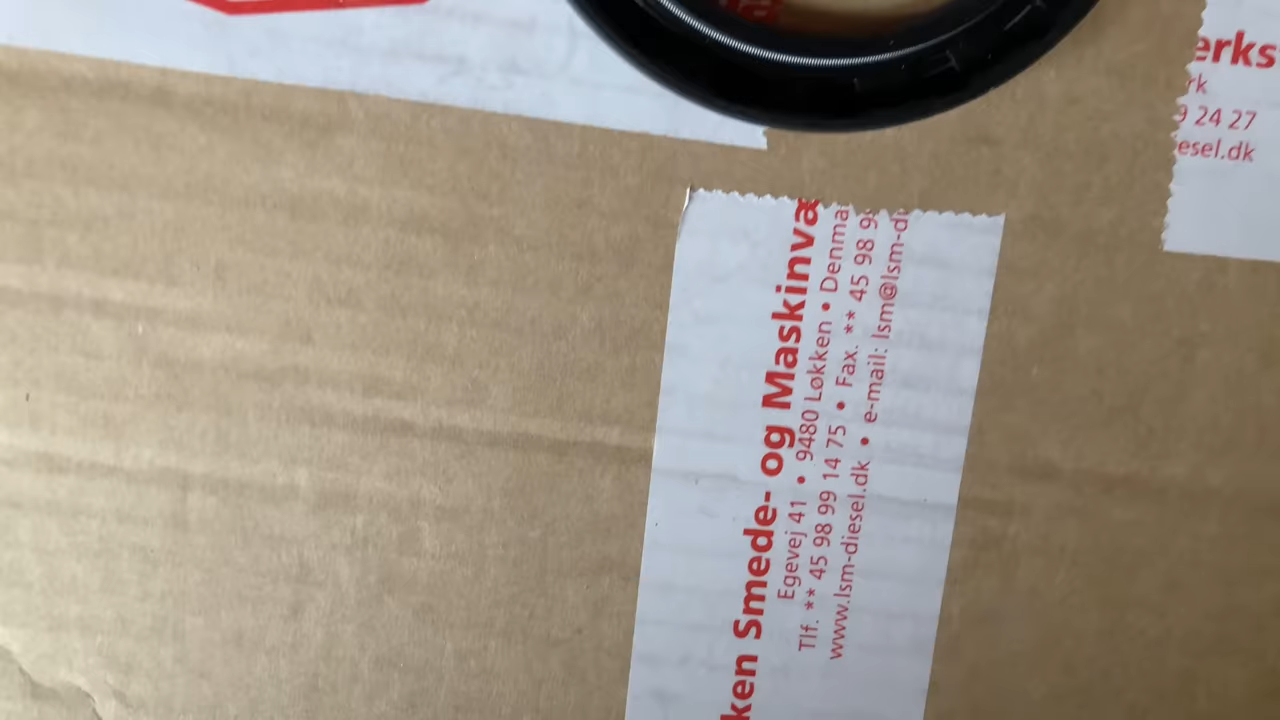 ken Smede- og Maskinvæ
Egevej 41 • 9480 Løkken • Denma
Tlf. ** 45 98 99 14 75 • Fax. ** 45 98 9
www.lsm-diesel.dk • e-mail: lsm@lsm-di
erks
rk
9 24 27
esel.dk